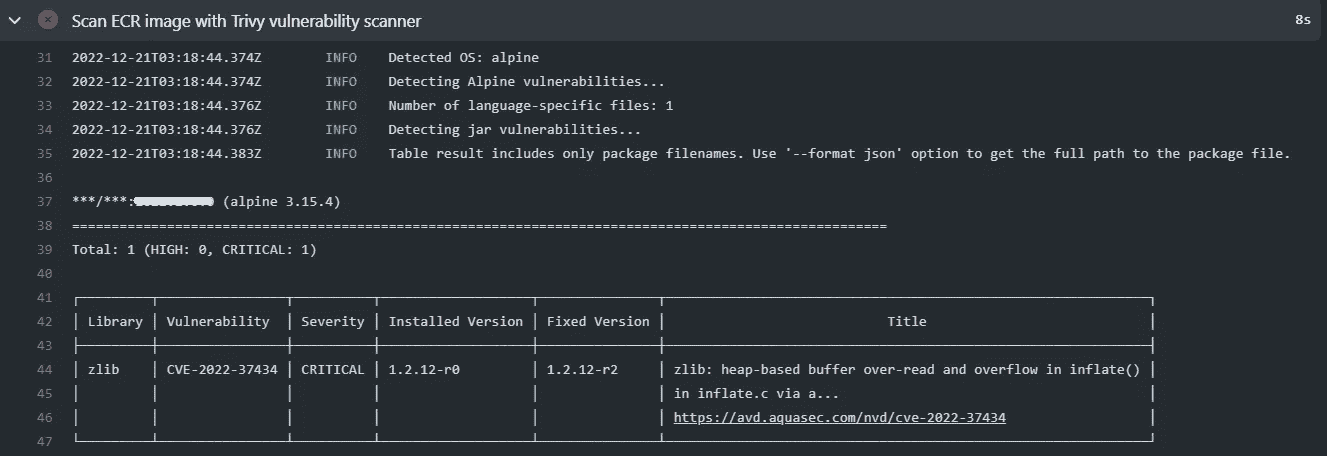 Scan ECR image with Trivy vulnerability scanner 8s
31 2022-12-21T03:18:44.374Z INFO Detected OS: alpine
32 2022-12-21T03:18:44.374Z INFO Detecting Alpine vulnerabilities...
33 2022-12-21T03:18:44.376Z INFO Number of language-specific files: 1
34 2022-12-21T03:18:44.376Z INFO Detecting jar vulnerabilities...
35 2022-12-21T03:18:44.383Z INFO Table result includes only package filenames. Use '--format json' option to get the full path to the package file.
36
37 ***/***: (alpine 3.15.4)
38 ========================================================================================================
39 Total: 1 (HIGH: 0, CRITICAL: 1)
40
41
42 Library Vulnerability Severity Installed Version Fixed Version Title
43
44 zlib CVE-2022-37434 CRITICAL 1.2.12-r0 1.2.12-r2 zlib: heap-based buffer over-read and overflow in inflate()
45 in inflate.c via a...
46 https://avd.aquasec.com/nvd/cve-2022-37434
47